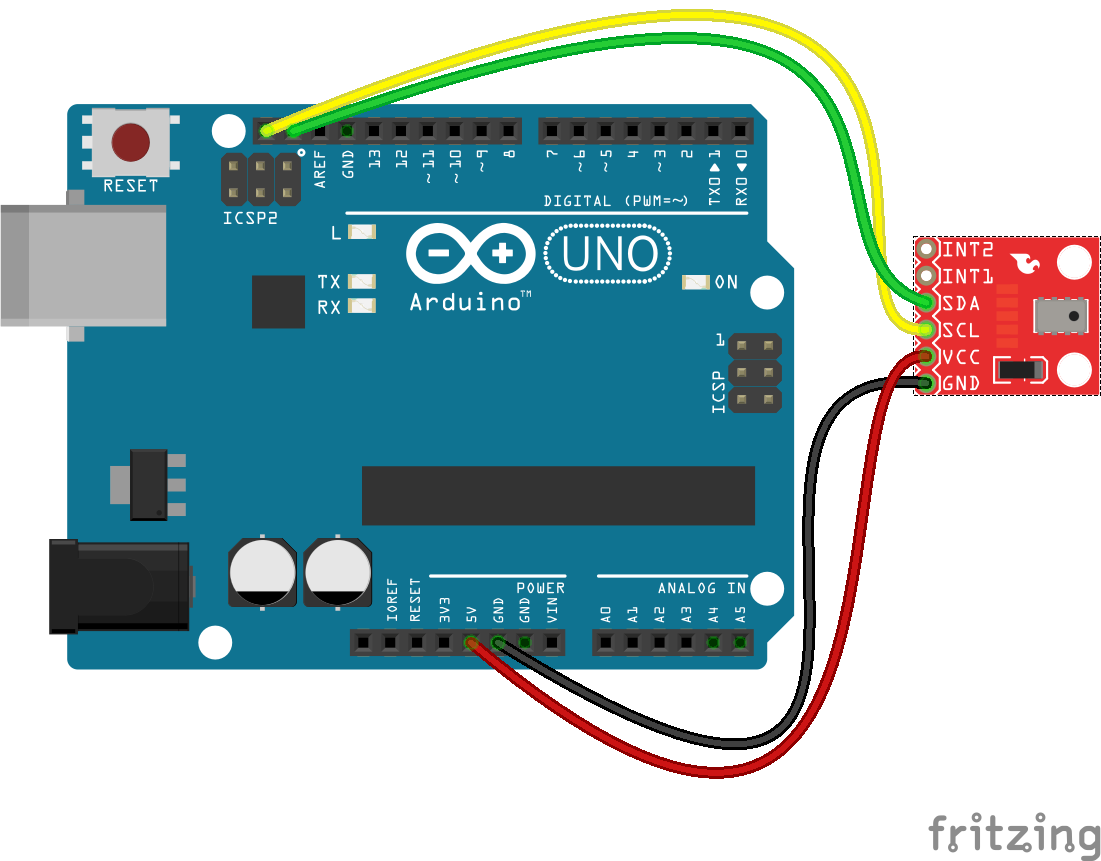 RESET
ICSP2
AREF
GND
13
12
~11
~10
~9
8
7
~6
~5
4
~3
2
TX0▶1
RX0◀0
DIGITAL (PWM=~)
L
TX
RX
UNO
Arduino™
ON
1
ICSP
INT2
INT1
SDA
SCL
VCC
GND
POWER
ANALOG IN
IOREF
RESET
3V3
5V
GND
GND
VIN
A0
A1
A2
A3
A4
A5
fritzing